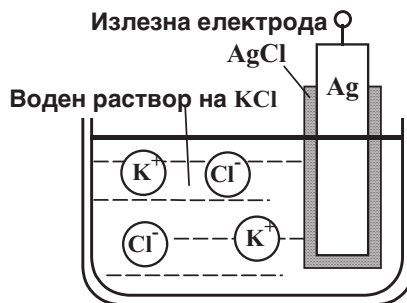 Излезна електрода
AgCl
Ag
Воден раствор на KCl
K⁺
Cl⁻
Cl⁻
K⁺